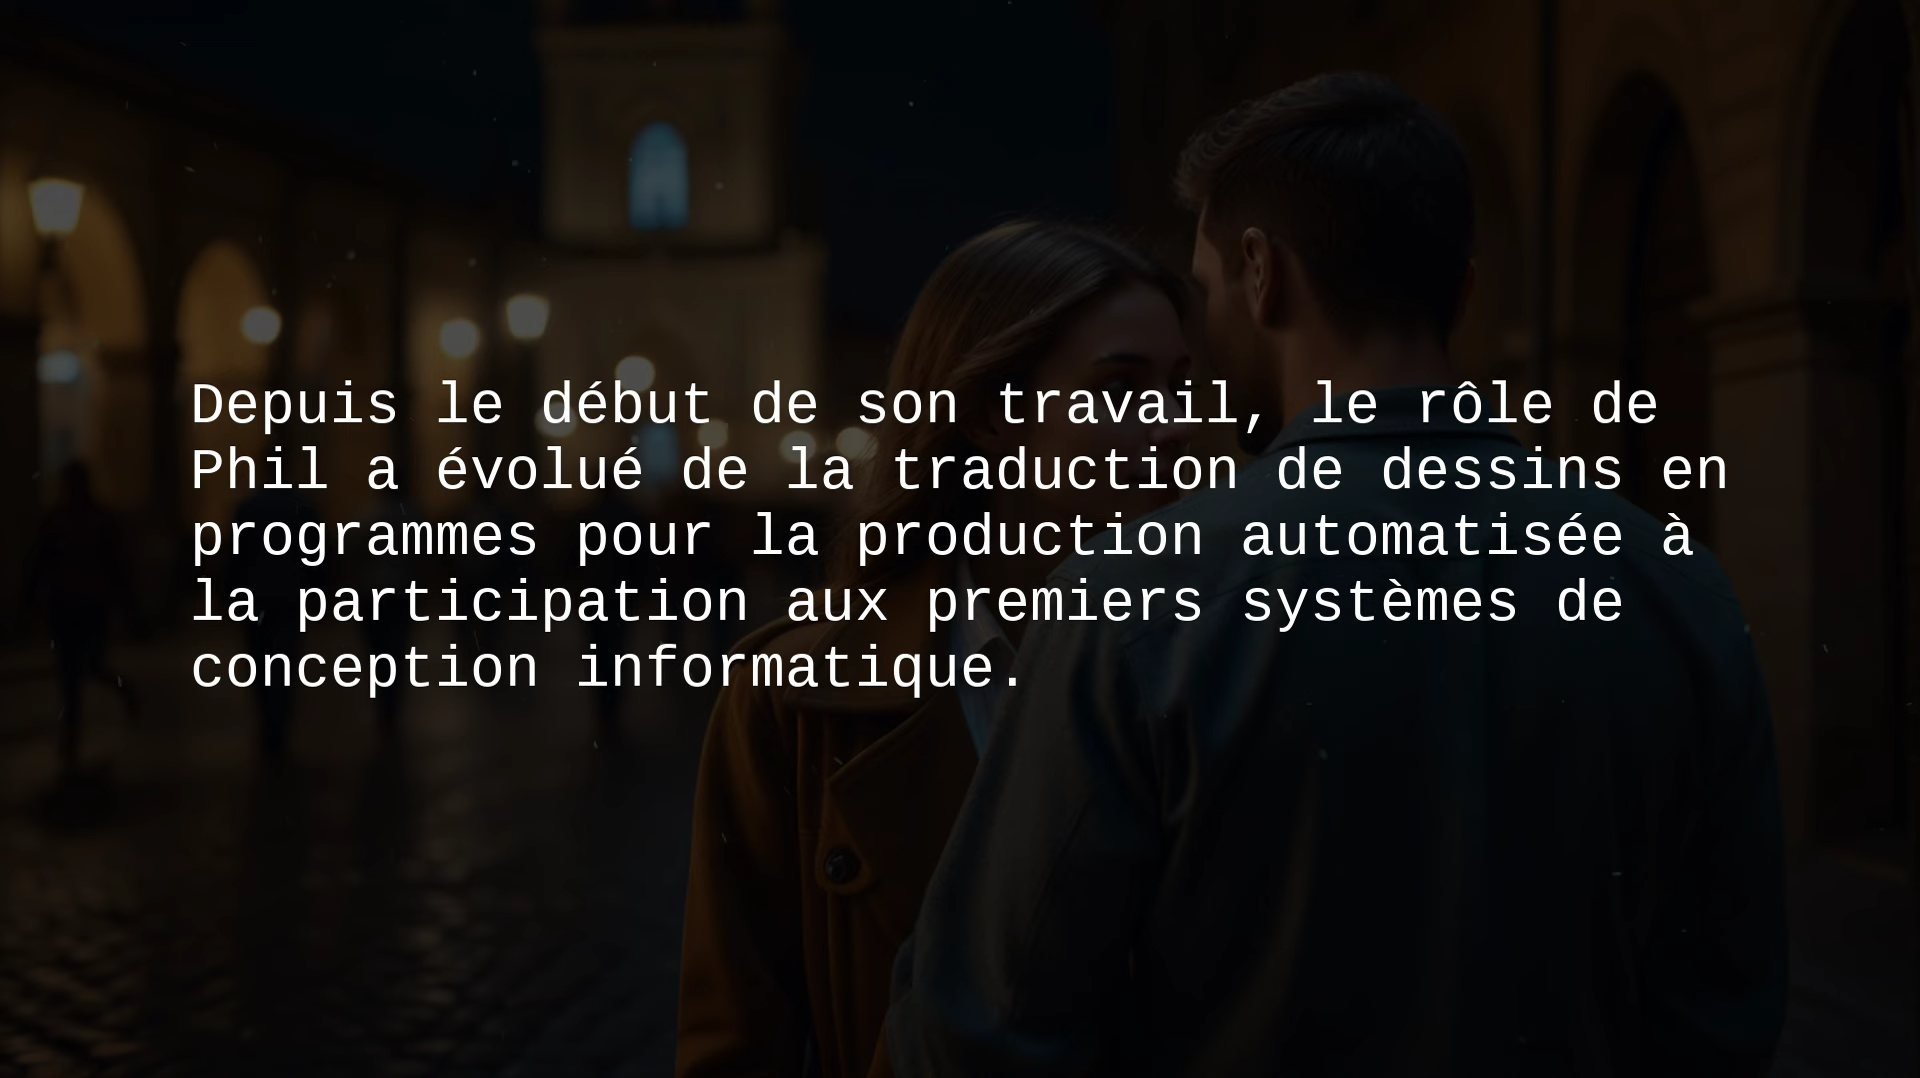 Depuis le début de son travail, le rôle de
Phil a évolué de la traduction de dessins en
programmes pour la production automatisée à
la participation aux premiers systèmes de
conception informatique.